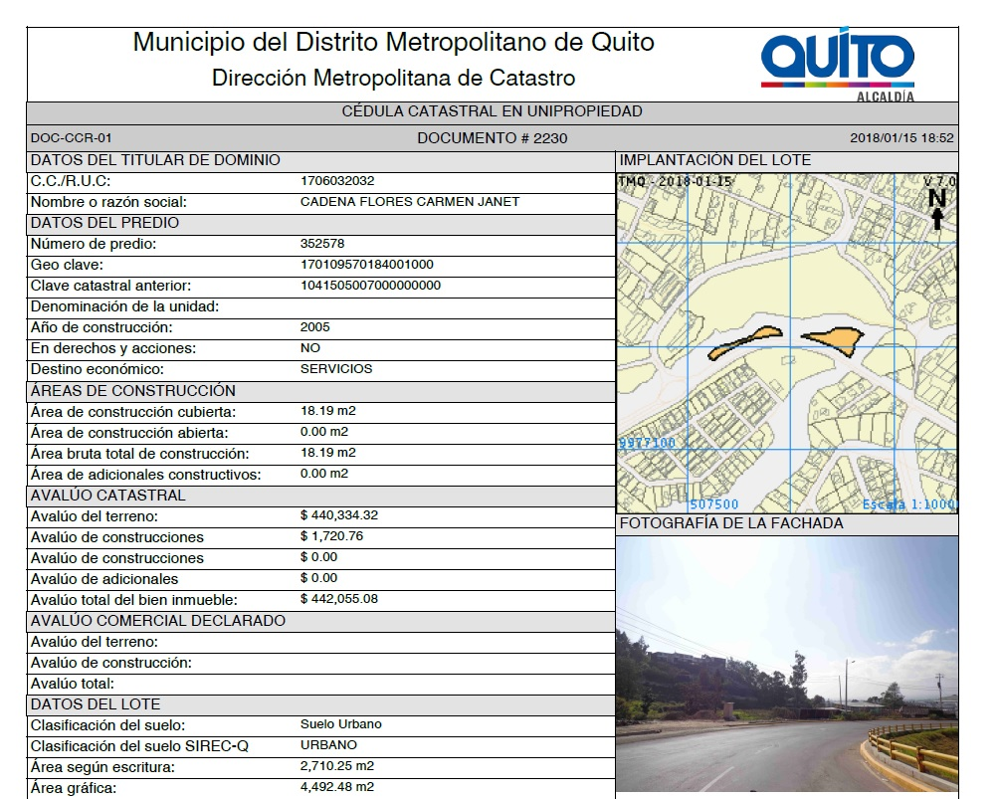 Municipio del Distrito Metropolitano de Quito
Dirección Metropolitana de Catastro
QUITO
ALCALDÍA
CÉDULA CATASTRAL EN UNIPROPIEDAD
DOC-CCR-01 DOCUMENTO # 2230 2018/01/15 18:52
DATOS DEL TITULAR DE DOMINIO
C.C./R.U.C: 1706032032
Nombre o razón social: CADENA FLORES CARMEN JANET
DATOS DEL PREDIO
Número de predio: 352578
Geo clave: 170109570184001000
Clave catastral anterior: 1041505007000000000
Denominación de la unidad:
Año de construcción: 2005
En derechos y acciones: NO
Destino económico: SERVICIOS
ÁREAS DE CONSTRUCCIÓN
Área de construcción cubierta: 18.19 m2
Área de construcción abierta: 0.00 m2
Área bruta total de construcción: 18.19 m2
Área de adicionales constructivos: 0.00 m2
AVALÚO CATASTRAL
Avalúo del terreno: $ 440,334.32
Avalúo de construcciones $ 1,720.76
Avalúo de construcciones $ 0.00
Avalúo de adicionales $ 0.00
Avalúo total del bien inmueble: $ 442,055.08
AVALÚO COMERCIAL DECLARADO
Avalúo del terreno:
Avalúo de construcción:
Avalúo total:
DATOS DEL LOTE
Clasificación del suelo: Suelo Urbano
Clasificación del suelo SIREC-Q URBANO
Área según escritura: 2,710.25 m2
Área gráfica: 4,492.48 m2
IMPLANTACIÓN DEL LOTE
TMQ - 2018-01-15 V 7.0
N
9977100
507500 Escala 1:1000
FOTOGRAFÍA DE LA FACHADA